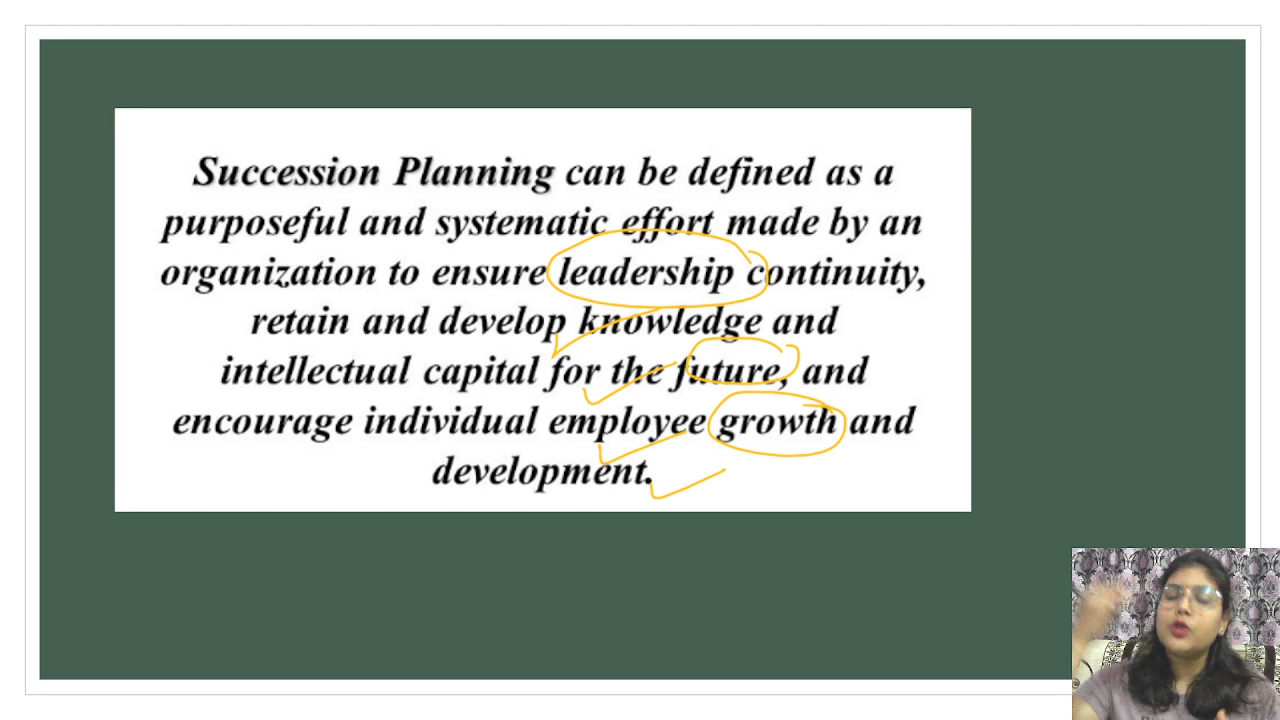 Succession Planning can be defined as a
purposeful and systematic effort made by an
organization to ensure leadership continuity,
retain and develop knowledge and
intellectual capital for the future, and
encourage individual employee growth and
development.